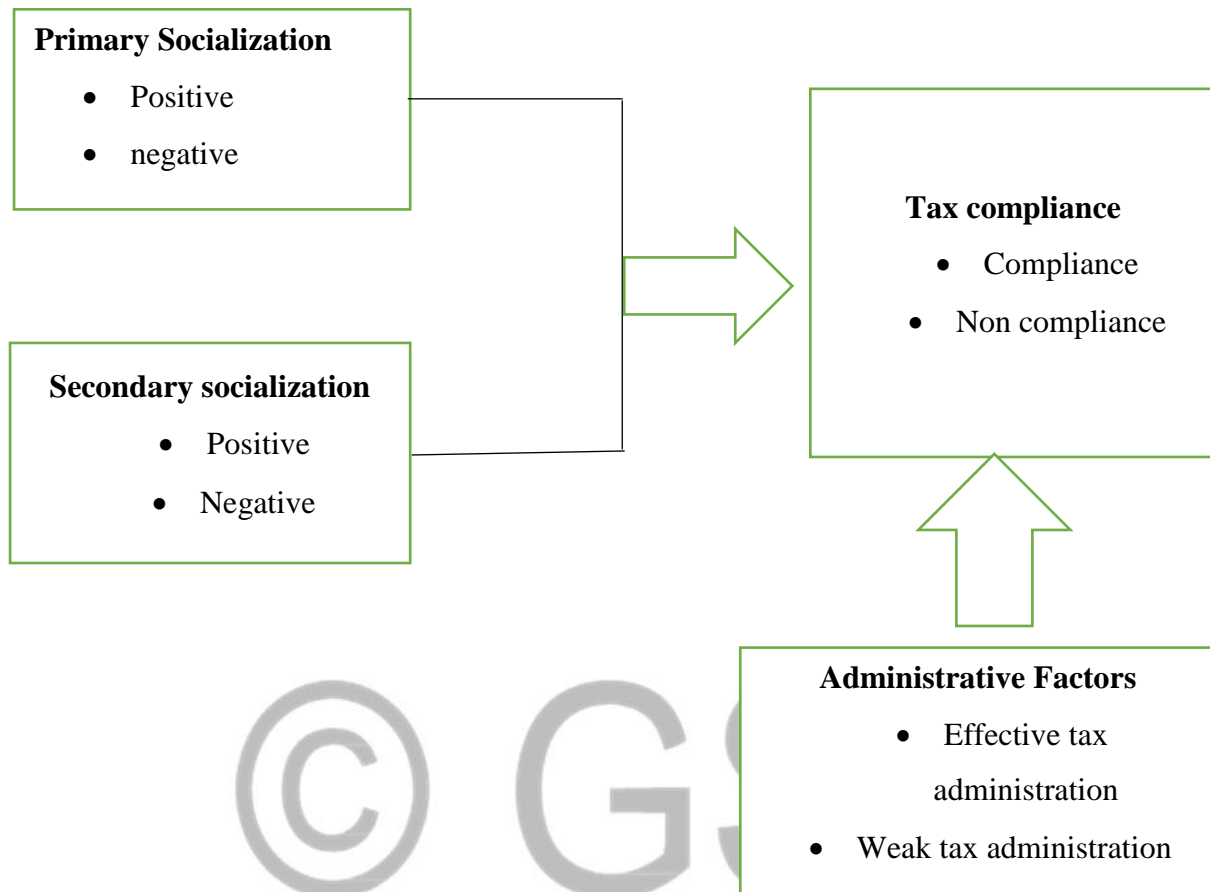 Primary Socialization
• Positive
• negative
Tax compliance
• Compliance
• Non compliance
Secondary socialization
• Positive
• Negative
Administrative Factors
• Effective tax
administration
• Weak tax administration
© GS